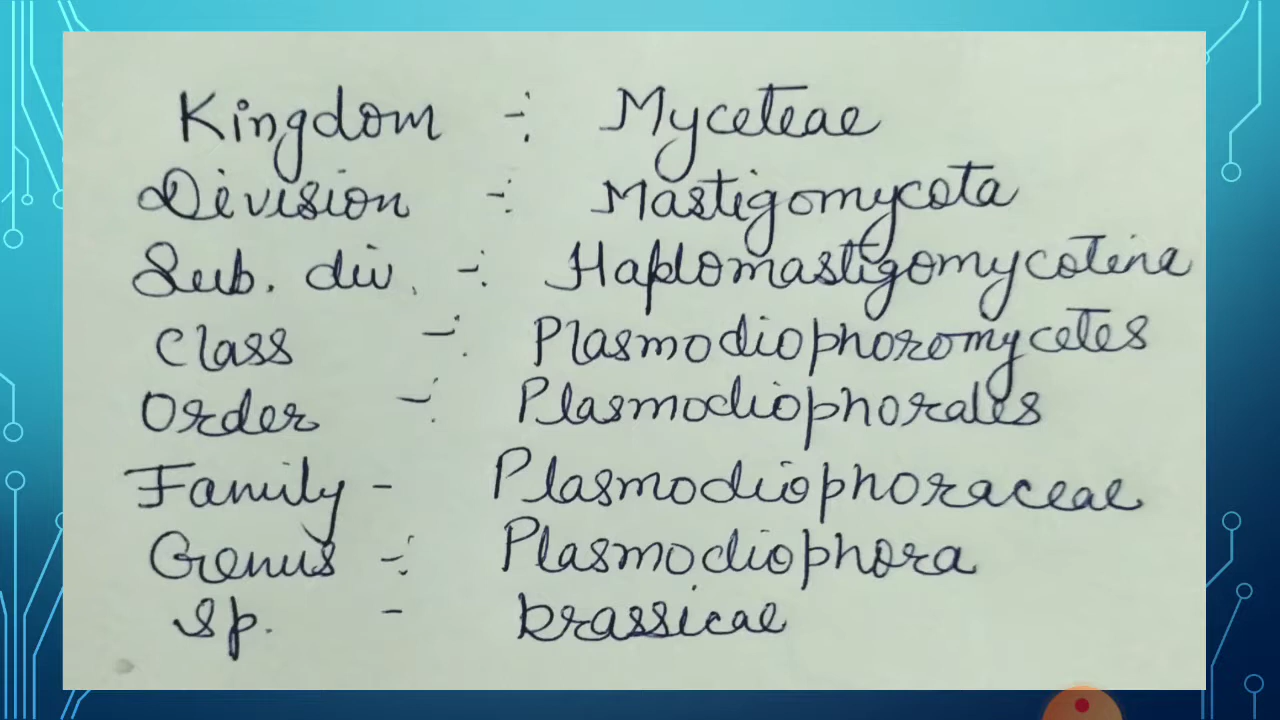 Kingdom -: Myceteae
Division -: Mastigomycota
Sub. div. -: Haplomastigomycotina
Class -: Plasmodiophoromycetes
Order -: Plasmodiophorales
Family - Plasmodiophoraceae
Genus -: Plasmodiophora
Sp. - brassicae